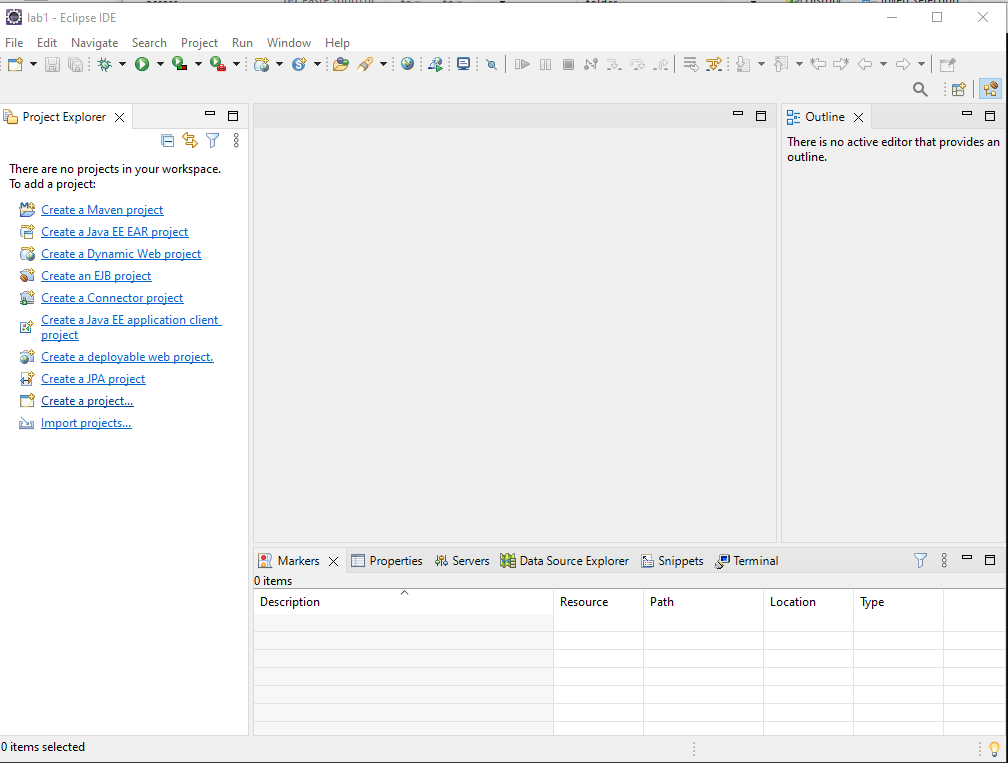 lab1 - Eclipse IDE
File Edit Navigate Search Project Run Window Help
Project Explorer
There are no projects in your workspace.
To add a project:
Create a Maven project
Create a Java EE EAR project
Create a Dynamic Web project
Create an EJB project
Create a Connector project
Create a Java EE application client
project
Create a deployable web project.
Create a JPA project
Create a project...
Import projects...
Outline
There is no active editor that provides an
outline.
Markers Properties Servers Data Source Explorer Snippets Terminal
0 items
Description Resource Path Location Type
0 items selected